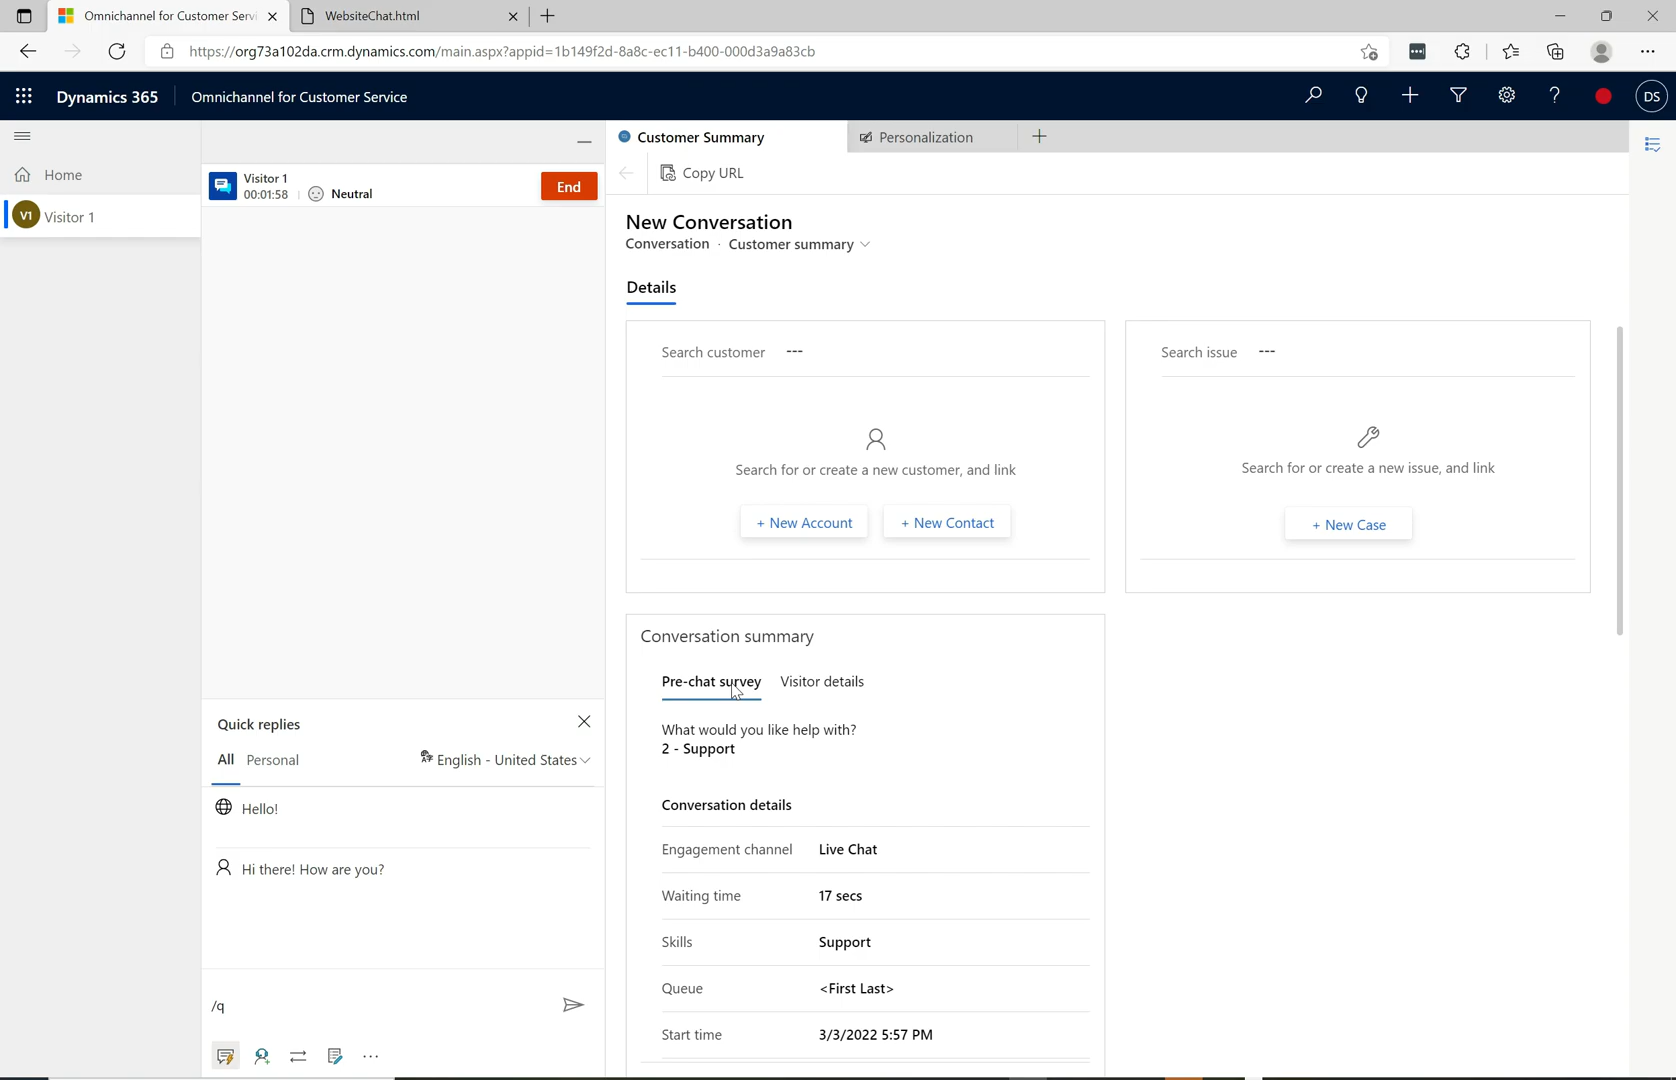 Omnichannel for Customer Servi
WebsiteChat.html
https://org73a102da.crm.dynamics.com/main.aspx?appid=1b149f2d-8a8c-ec11-b400-000d3a9a83cb
Dynamics 365
Omnichannel for Customer Service
DS
Home
V1 Visitor 1
Visitor 1
00:01:58
Neutral
End
Quick replies
All
Personal
English - United States
Hello!
Hi there! How are you?
/q
Customer Summary
Personalization
Copy URL
New Conversation
Conversation · Customer summary
Details
Search customer ---
Search for or create a new customer, and link
+ New Account
+ New Contact
Search issue ---
Search for or create a new issue, and link
+ New Case
Conversation summary
Pre-chat survey
Visitor details
What would you like help with?
2 - Support
Conversation details
Engagement channel Live Chat
Waiting time 17 secs
Skills Support
Queue <First Last>
Start time 3/3/2022 5:57 PM